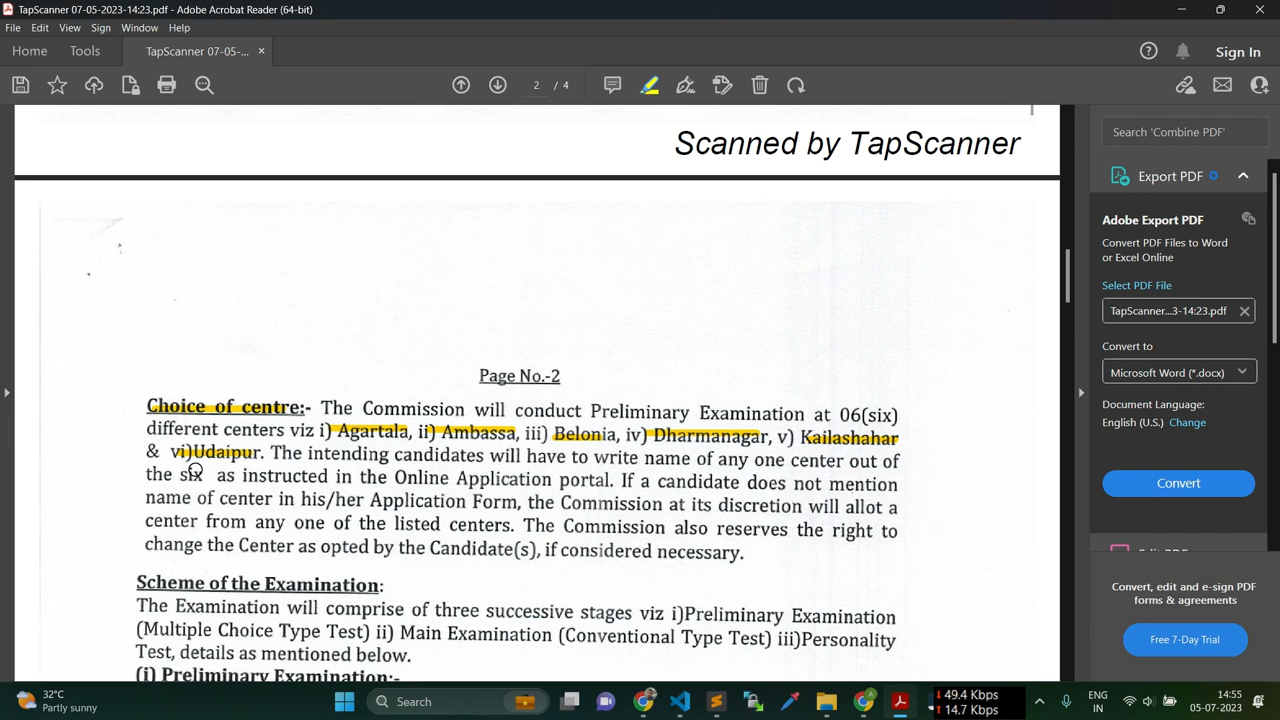 TapScanner 07-05-2023-14:23.pdf - Adobe Acrobat Reader (64-bit)
File Edit View Sign Window Help
Home Tools TapScanner 07-05-... × Sign In
2 / 4
Search 'Combine PDF'
Scanned by TapScanner
Export PDF
Adobe Export PDF
Convert PDF Files to Word
or Excel Online
Select PDF File
TapScanner...3-14:23.pdf
Convert to
Microsoft Word (*.docx)
Document Language:
English (U.S.) Change
Convert
Convert, edit and e-sign PDF
forms & agreements
Free 7-Day Trial
Page No.-2
Choice of centre:- The Commission will conduct Preliminary Examination at 06(six)
different centers viz i) Agartala, ii) Ambassa, iii) Belonia, iv) Dharmanagar, v) Kailashahar
& vi)Udaipur. The intending candidates will have to write name of any one center out of
the six as instructed in the Online Application portal. If a candidate does not mention
name of center in his/her Application Form, the Commission at its discretion will allot a
center from any one of the listed centers. The Commission also reserves the right to
change the Center as opted by the Candidate(s), if considered necessary.
Scheme of the Examination:
The Examination will comprise of three successive stages viz i)Preliminary Examination
(Multiple Choice Type Test) ii) Main Examination (Conventional Type Test) iii)Personality
Test, details as mentioned below.
(i) Preliminary Examination:-
32°C
Partly sunny
Search
49.4 Kbps
14.7 Kbps
ENG
IN
14:55
05-07-2023